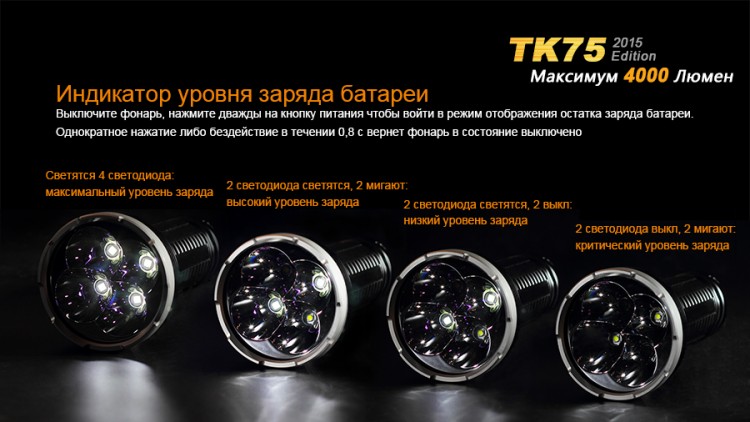 TK75 2015
Edition
Максимум 4000 Люмен
Индикатор уровня заряда батареи
Выключите фонарь, нажмите дважды на кнопку питания чтобы войти в режим отображения остатка заряда батареи.
Однократное нажатие либо бездействие в течении 0,8 с вернет фонарь в состояние выключено
Светятся 4 светодиода:
максимальный уровень заряда
2 светодиода светятся, 2 мигают:
высокий уровень заряда
2 светодиода светятся, 2 выкл:
низкий уровень заряда
2 светодиода выкл, 2 мигают:
критический уровень заряда